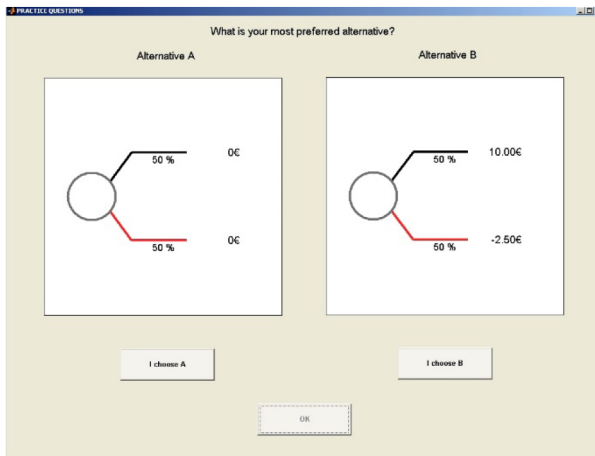 PRACTICE QUESTIONS
What is your most preferred alternative?
Alternative A
Alternative B
50 %
0€
50 %
0€
50 %
10.00€
50 %
-2.50€
I choose A
I choose B
OK